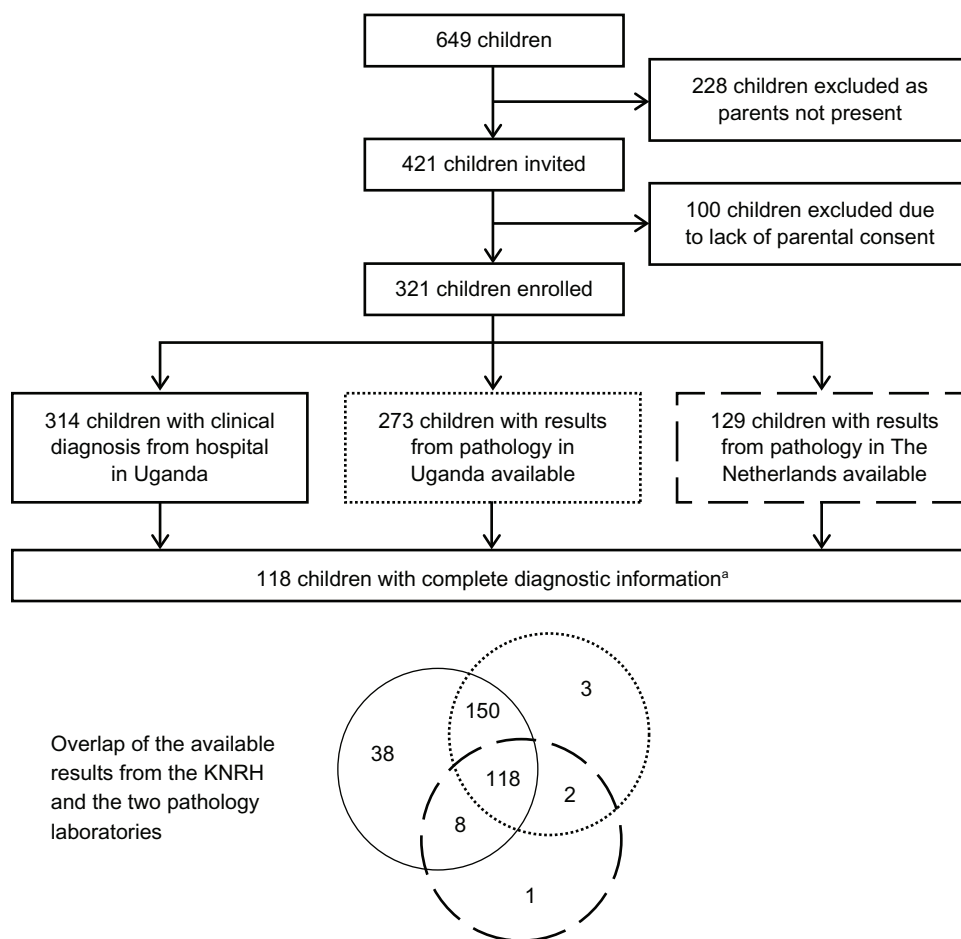 649 children
228 children excluded as
parents not present
421 children invited
100 children excluded due
to lack of parental consent
321 children enrolled
314 children with clinical
diagnosis from hospital
in Uganda
273 children with results
from pathology in
Uganda available
129 children with results
from pathology in The
Netherlands available
118 children with complete diagnostic informationᵃ
Overlap of the available
results from the KNRH
and the two pathology
laboratories
3
150
38
118
2
8
1